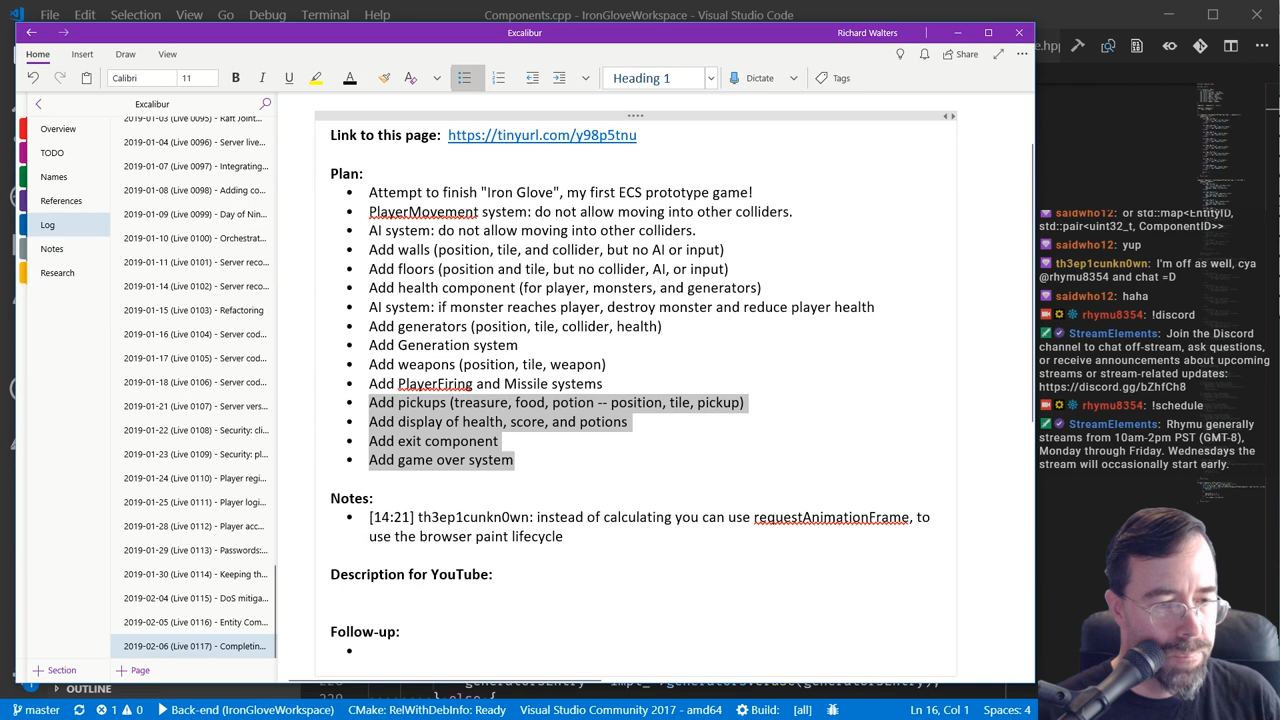 File Edit Selection View Go Debug Terminal Help Components.cpp - IronGloveWorkspace - Visual Studio Code
Excalibur Richard Walters
Home Insert Draw View Share
Calibri 11 B I U A A Heading 1 Dictate Tags
Excalibur
Overview
TODO
Names
References
Log
Notes
Research
2019-01-03 (Live 0095) - Raft Joint...
2019-01-04 (Live 0096) - Server live...
2019-01-07 (Live 0097) - Integrating...
2019-01-08 (Live 0098) - Adding co...
2019-01-09 (Live 0099) - Day of Nin...
2019-01-10 (Live 0100) - Orchestrat...
2019-01-11 (Live 0101) - Server reco...
2019-01-14 (Live 0102) - Server reco...
2019-01-15 (Live 0103) - Refactoring
2019-01-16 (Live 0104) - Server cod...
2019-01-17 (Live 0105) - Server cod...
2019-01-18 (Live 0106) - Server cod...
2019-01-21 (Live 0107) - Server vers...
2019-01-22 (Live 0108) - Security: cli...
2019-01-23 (Live 0109) - Security: pl...
2019-01-24 (Live 0110) - Player regi...
2019-01-25 (Live 0111) - Player logi...
2019-01-28 (Live 0112) - Player acc...
2019-01-29 (Live 0113) - Passwords:...
2019-01-30 (Live 0114) - Keeping th...
2019-02-04 (Live 0115) - DoS mitiga...
2019-02-05 (Live 0116) - Entity Com...
2019-02-06 (Live 0117) - Completin...
+ Section + Page
Link to this page: https://tinyurl.com/y98p5tnu
Plan:
• Attempt to finish "Iron Glove", my first ECS prototype game!
• PlayerMovement system: do not allow moving into other colliders.
• AI system: do not allow moving into other colliders.
• Add walls (position, tile, and collider, but no AI or input)
• Add floors (position and tile, but no collider, AI, or input)
• Add health component (for player, monsters, and generators)
• AI system: if monster reaches player, destroy monster and reduce player health
• Add generators (position, tile, collider, health)
• Add Generation system
• Add weapons (position, tile, weapon)
• Add PlayerFiring and Missile systems
• Add pickups (treasure, food, potion -- position, tile, pickup)
• Add display of health, score, and potions
• Add exit component
• Add game over system
Notes:
• [14:21] th3ep1cunkn0wn: instead of calculating you can use requestAnimationFrame, to
use the browser paint lifecycle
Description for YouTube:
Follow-up:
•
saidwho12: or std::map<EntityID,
std::pair<uint32_t, ComponentID>>
saidwho12: yup
th3ep1cunkn0wn: I'm off as well, cya
@rhymu8354 and chat =D
saidwho12: haha
rhymu8354: !discord
StreamElements: Join the Discord
channel to chat off-stream, ask questions,
or receive announcements about upcoming
streams or stream-related updates:
https://discord.gg/bZhfCh8
rhymu8354: !schedule
StreamElements: Rhymu generally
streams from 10am-2pm PST (GMT-8),
Monday through Friday. Wednesdays the
stream will occasionally start early.
OUTLINE
229 } else {
master 1 0 Back-end (IronGloveWorkspace) CMake: RelWithDebInfo: Ready Visual Studio Community 2017 - amd64 Build: [all] Ln 16, Col 1 Spaces: 4